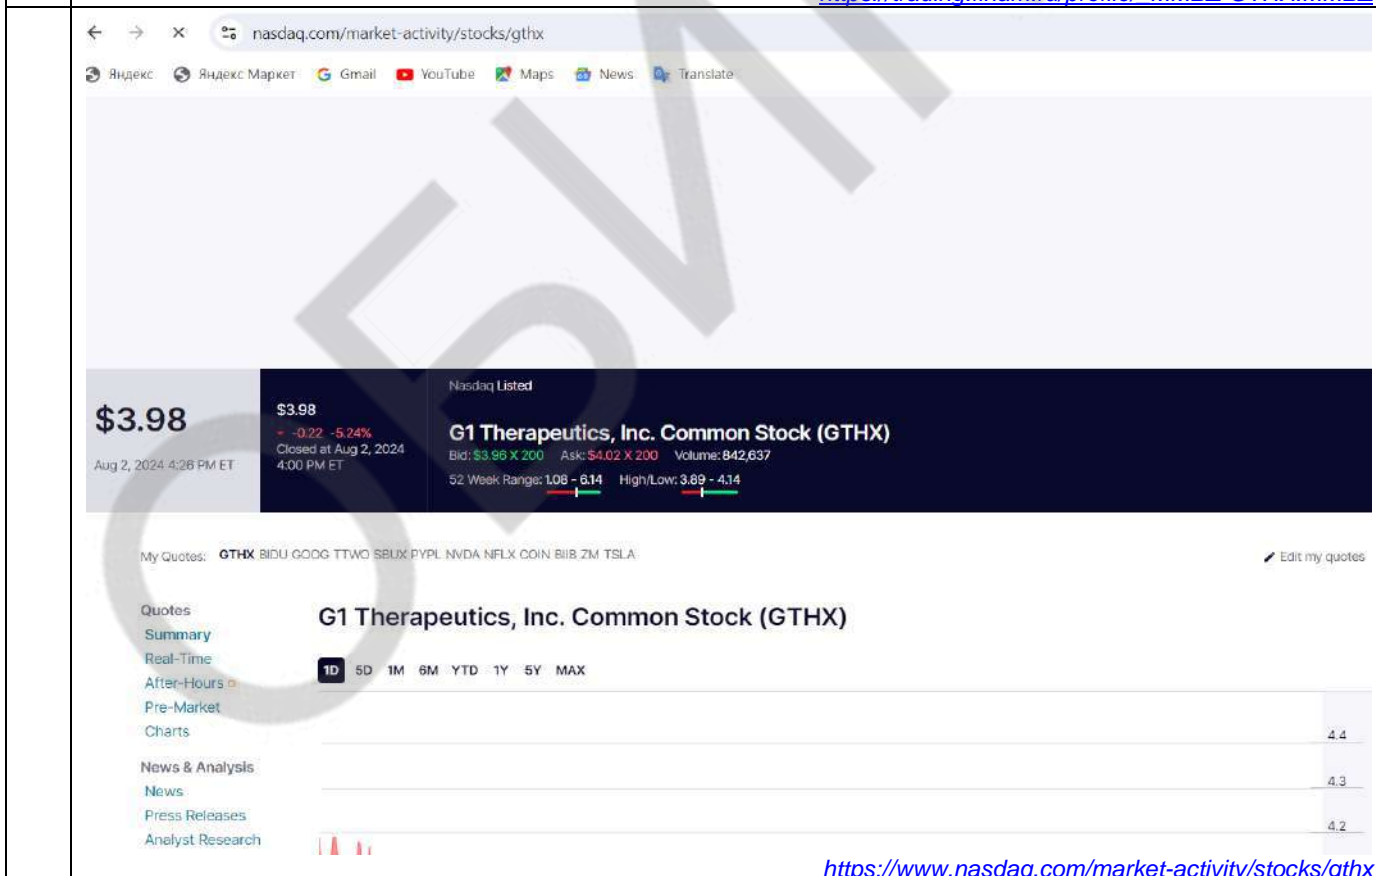 nasdaq.com/market-activity/stocks/gthx
Яндекс Яндекс Маркет Gmail YouTube Maps News Translate
Nasdaq Listed
$3.98
$3.98
-0.22 -5.24%
G1 Therapeutics, Inc. Common Stock (GTHX)
Closed at Aug 2, 2024
4:00 PM ET
Bid: $3.96 X 200 Ask: $4.02 X 200 Volume: 842,637
Aug 2, 2024 4:26 PM ET
52 Week Range: 1.08 - 6.14 High/Low: 3.89 - 4.14
My Quotes: GTHX BIDU GOOG TTWO SBUX PYPL NVDA NFLX COIN BIIB ZM TSLA
Edit my quotes
Quotes
Summary
Real-Time
After-Hours
Pre-Market
Charts
News & Analysis
News
Press Releases
Analyst Research
G1 Therapeutics, Inc. Common Stock (GTHX)
1D 5D 1M 6M YTD 1Y 5Y MAX
4.4
4.3
4.2
https://www.nasdaq.com/market-activity/stocks/gthx